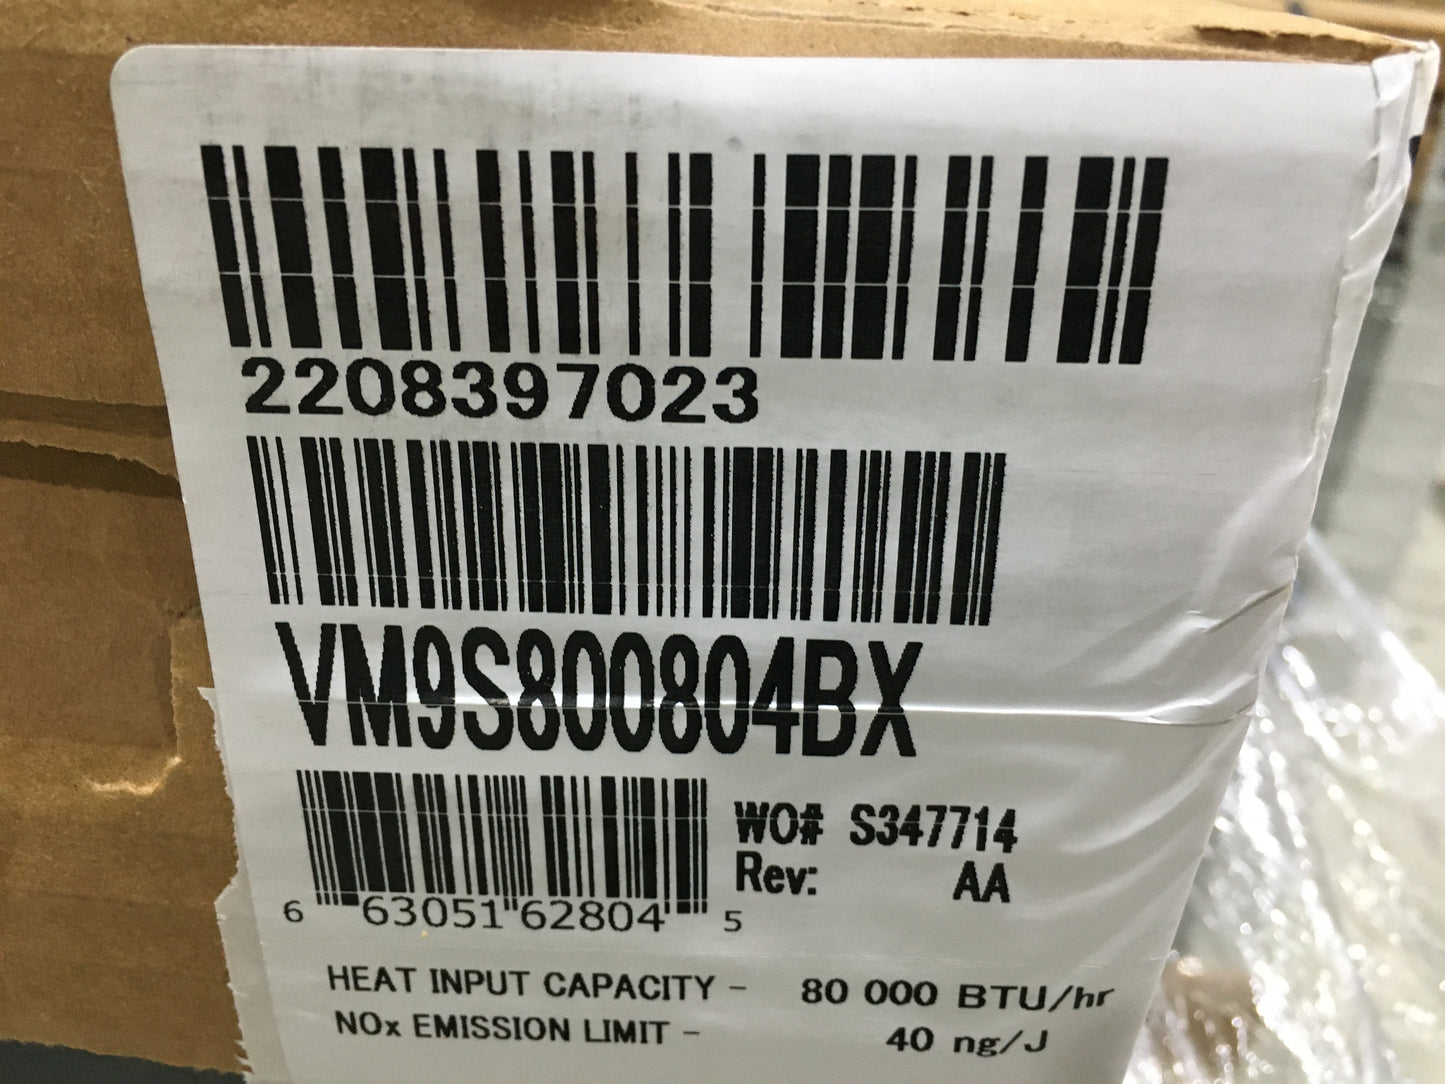 2208397023
VM9S800804BX
WO# S347714
Rev: AA
6 63051 62804 5
HEAT INPUT CAPACITY - 80 000 BTU/hr
NOx EMISSION LIMIT - 40 ng/J